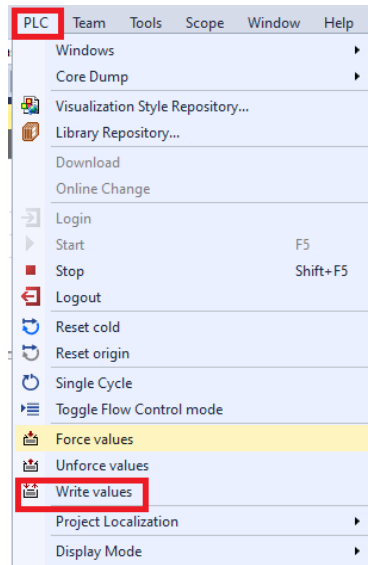 PLC Team Tools Scope Window Help
Windows
Core Dump
Visualization Style Repository...
Library Repository...
Download
Online Change
Login
Start F5
Stop Shift+F5
Logout
Reset cold
Reset origin
Single Cycle
Toggle Flow Control mode
Force values
Unforce values
Write values
Project Localization
Display Mode